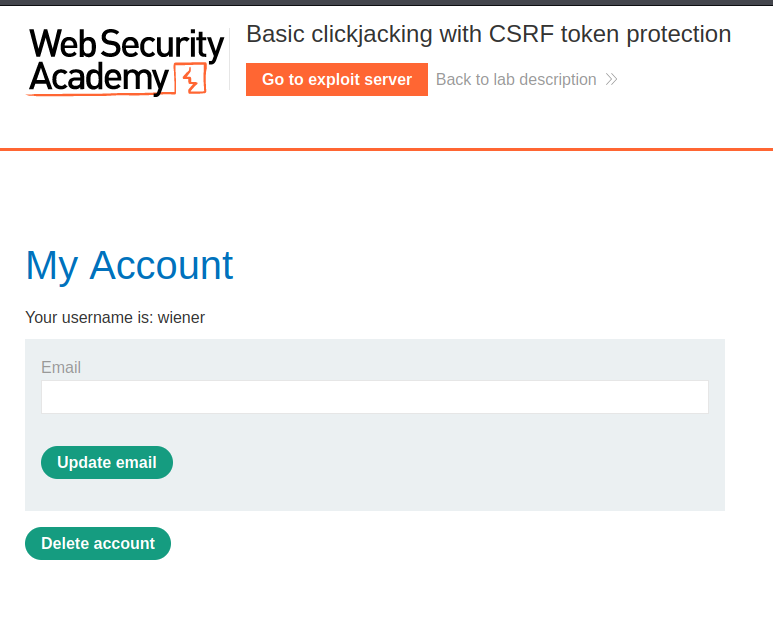 Web Security
Academy
Basic clickjacking with CSRF token protection
Go to exploit server
Back to lab description
My Account
Your username is: wiener
Email
Update email
Delete account